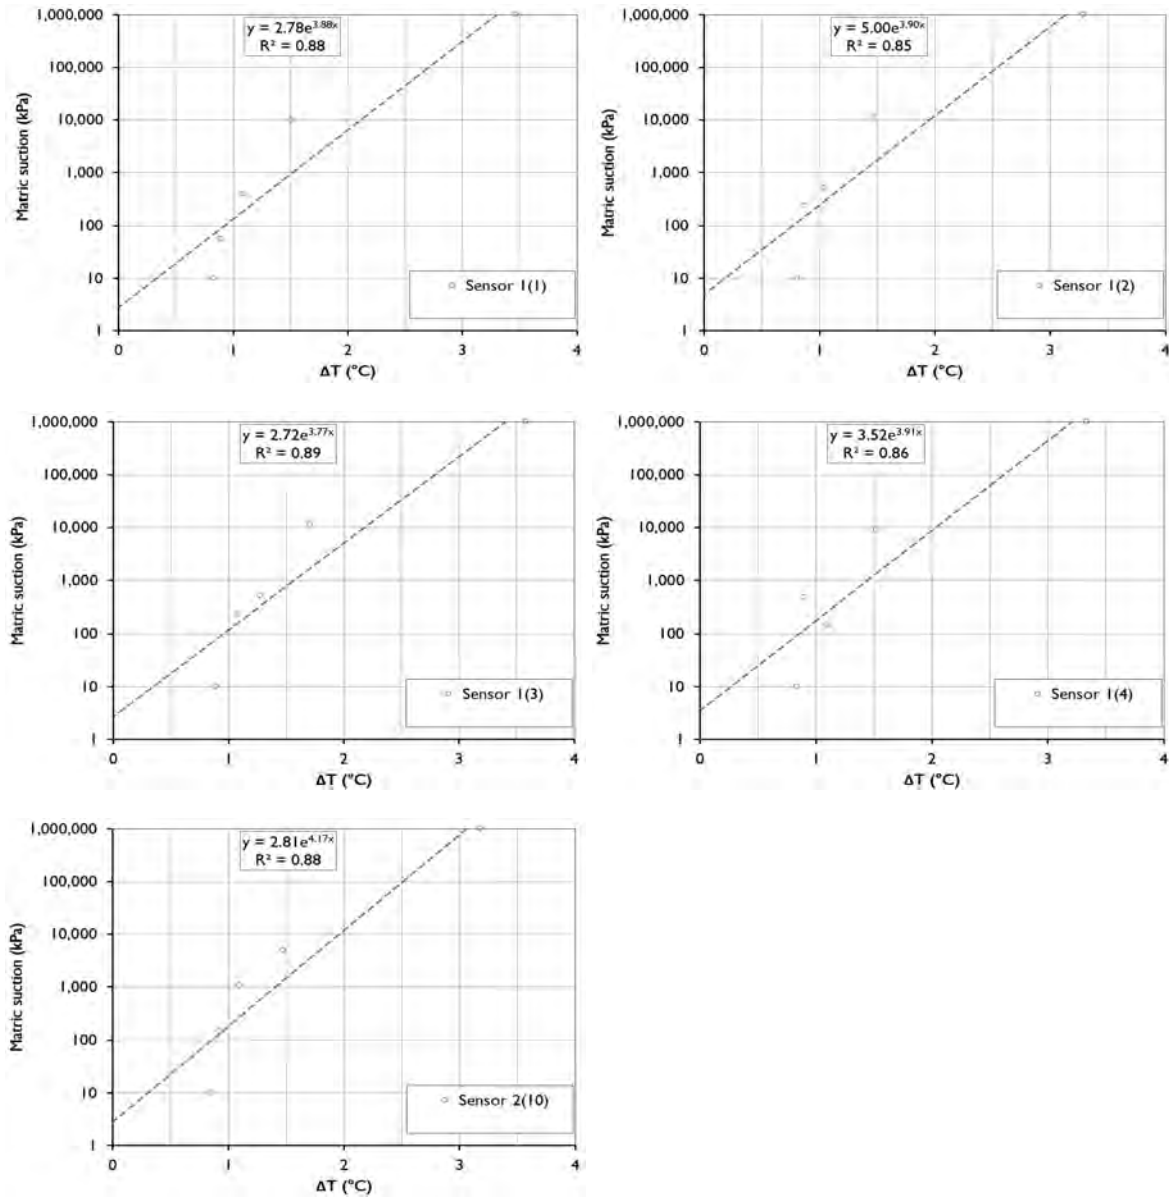 1,000,000
100,000
10,000
1,000
100
10
1
Matric suction (kPa)
y = 2.78e^3.88x
R² = 0.88
Sensor 1(1)
0 1 2 3 4
ΔT (°C)
1,000,000
100,000
10,000
1,000
100
10
1
Matric suction (kPa)
y = 5.00e^3.90x
R² = 0.85
Sensor 1(2)
0 1 2 3 4
ΔT (°C)
1,000,000
100,000
10,000
1,000
100
10
1
Matric suction (kPa)
y = 2.72e^3.77x
R² = 0.89
Sensor 1(3)
0 1 2 3 4
ΔT (°C)
1,000,000
100,000
10,000
1,000
100
10
1
Matric suction (kPa)
y = 3.52e^3.91x
R² = 0.86
Sensor 1(4)
0 1 2 3 4
ΔT (°C)
1,000,000
100,000
10,000
1,000
100
10
1
Matric suction (kPa)
y = 2.81e^4.17x
R² = 0.88
Sensor 2(10)
0 1 2 3 4
ΔT (°C)